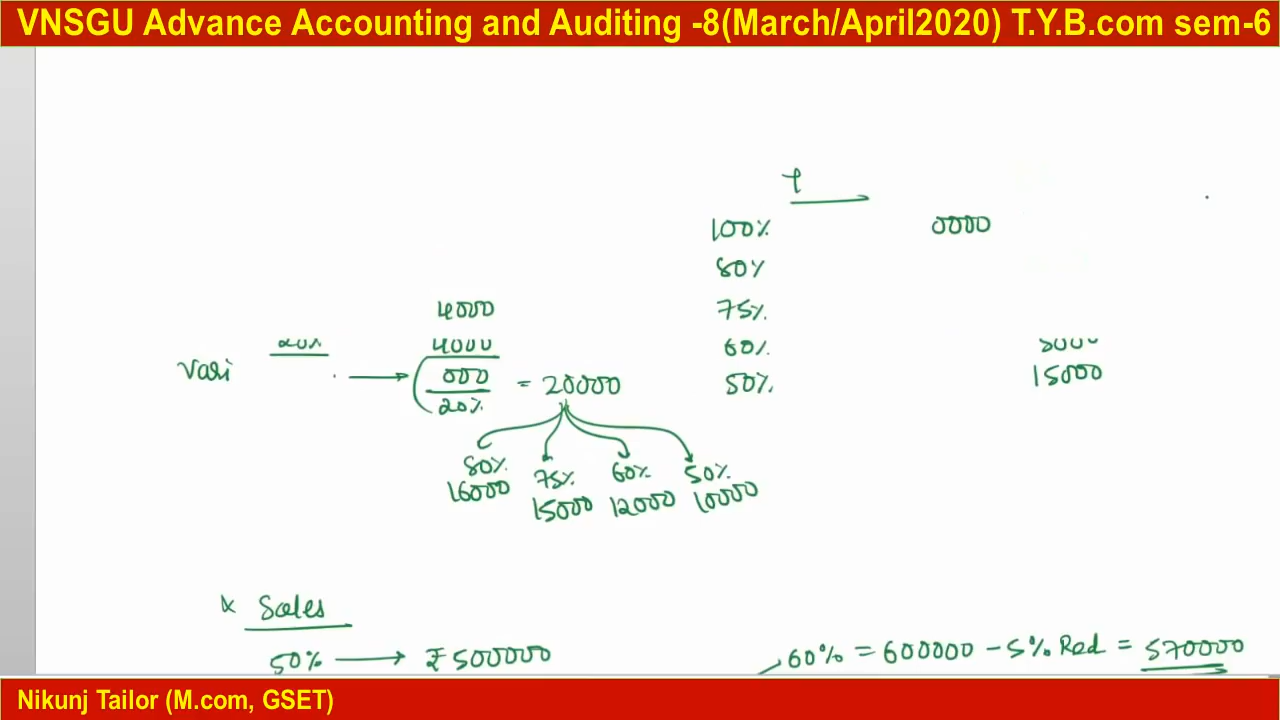 VNSGU Advance Accounting and Auditing -8(March/April2020) T.Y.B.com sem-6
100% 0000
80%
4000 75%
4000 60%
Vari 000 = 20000 50% 15000
20%
80% 75% 60% 50%
16000 15000 12000 10000
Sales
50% → ₹500000 60% = 600000 - 5% Red = 570000
Nikunj Tailor (M.com, GSET)